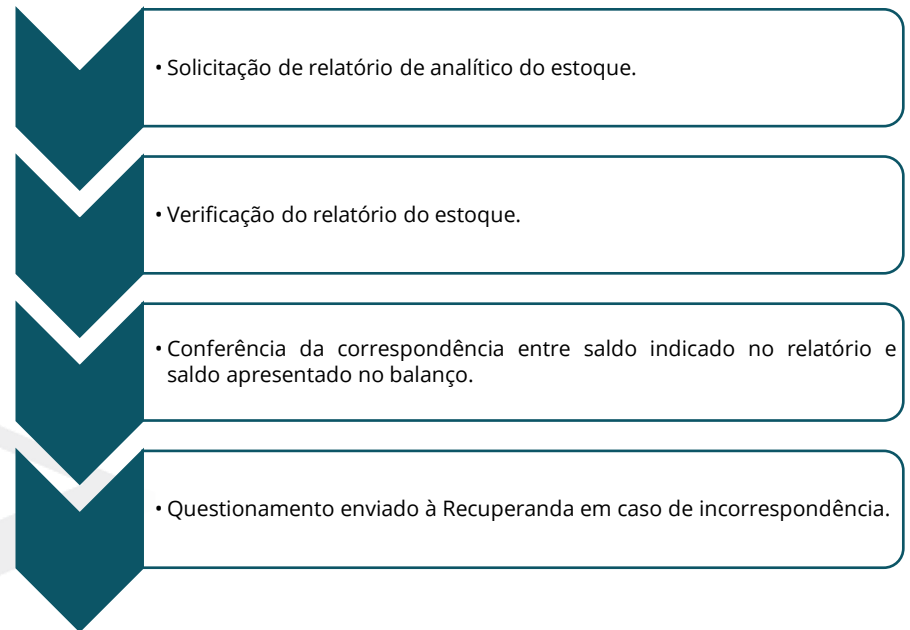 • Solicitação de relatório de analítico do estoque.
• Verificação do relatório do estoque.
• Conferência da correspondência entre saldo indicado no relatório e
saldo apresentado no balanço.
• Questionamento enviado à Recuperanda em caso de incorrespondência.